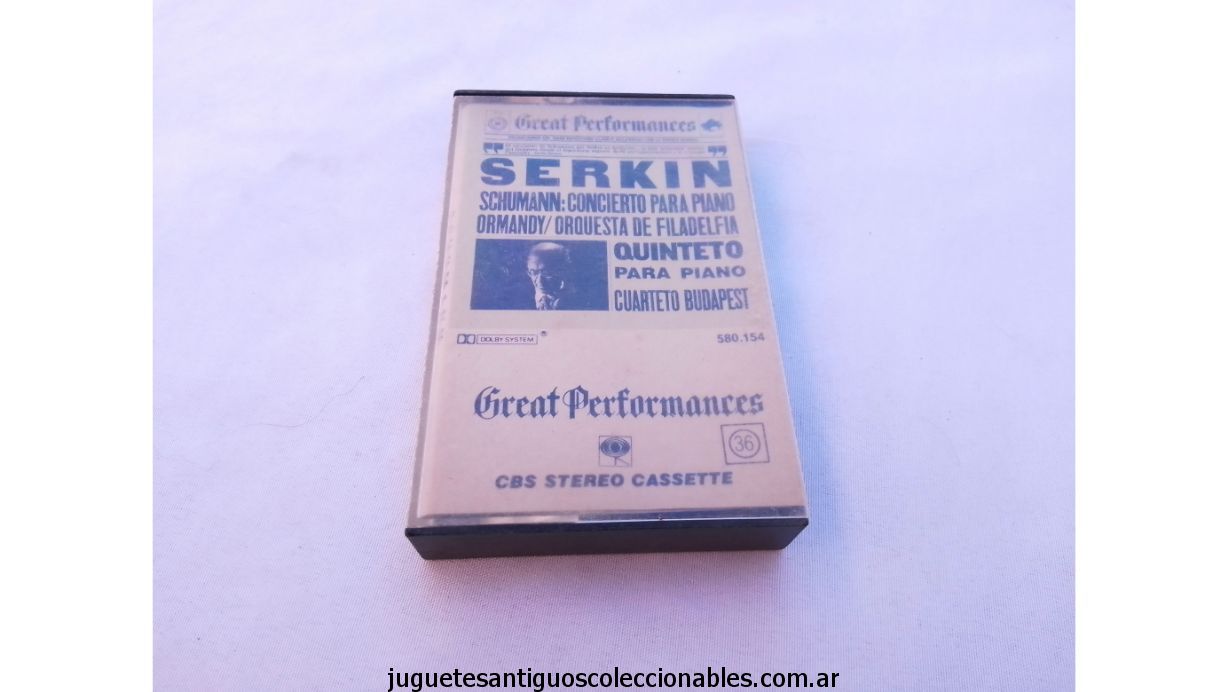 Great Performances
SERKIN
SCHUMANN: CONCIERTO PARA PIANO
ORMANDY/ ORQUESTA DE FILADELFIA
QUINTETO
PARA PIANO
CUARTETO BUDAPEST
DOLBY SYSTEM ®
580.154
Great Performances
36
CBS STEREO CASSETTE
juguetesantiguoscoleccionables.com.ar